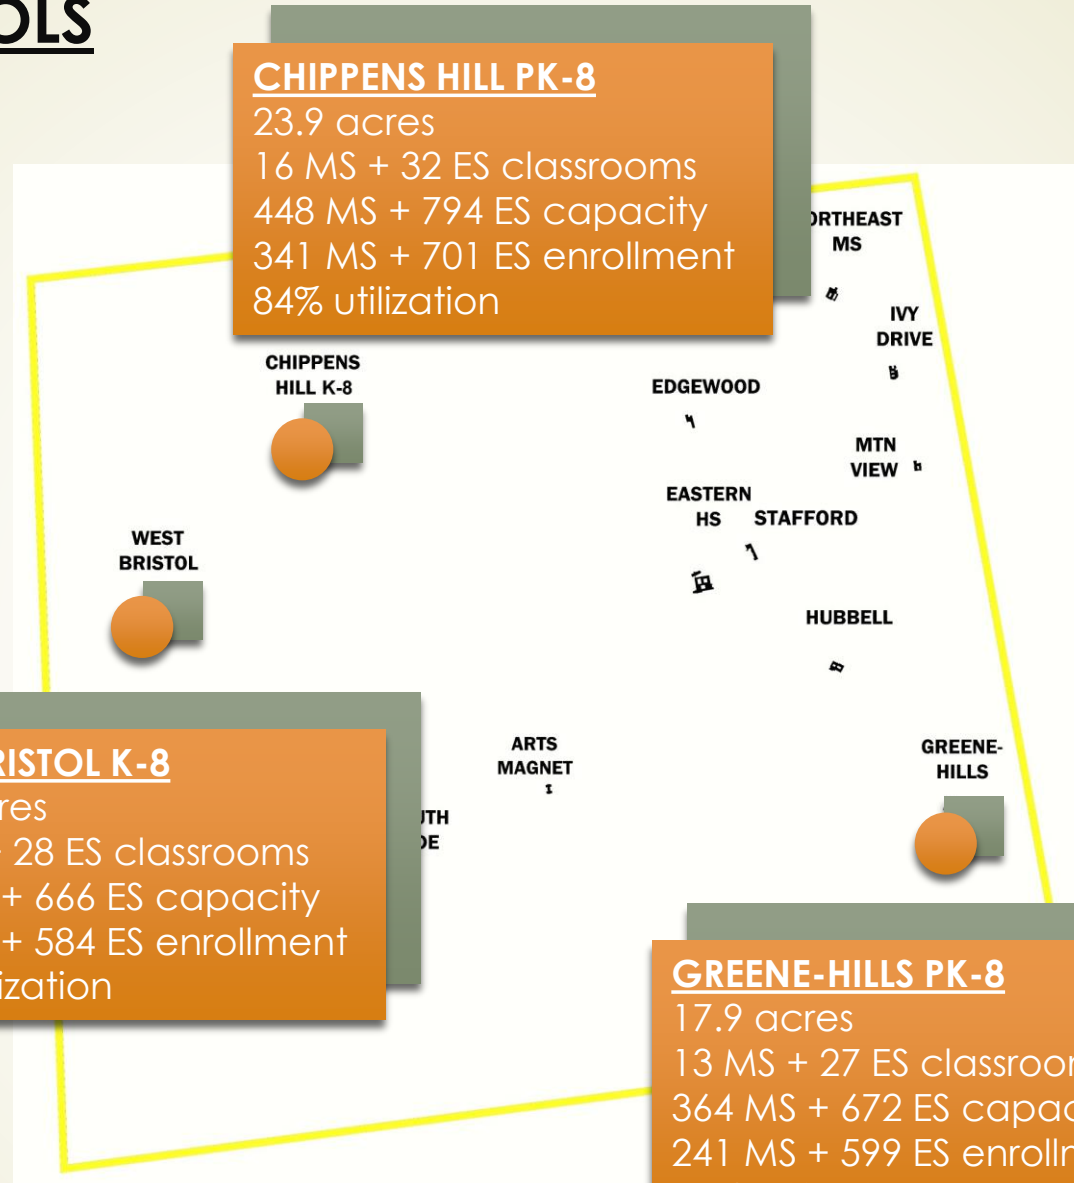 OLS
CHIPPENS HILL PK-8
23.9 acres
16 MS + 32 ES classrooms
448 MS + 794 ES capacity
341 MS + 701 ES enrollment
84% utilization
ORTHEAST
MS
IVY
DRIVE
CHIPPENS
HILL K-8
EDGEWOOD
MTN
VIEW
EASTERN
HS
STAFFORD
WEST
BRISTOL
HUBBELL
RISTOL K-8
res
28 ES classrooms
+ 666 ES capacity
+ 584 ES enrollment
ization
ARTS
MAGNET
UTH
DE
GREENE-
HILLS
GREENE-HILLS PK-8
17.9 acres
13 MS + 27 ES classroo
364 MS + 672 ES capac
241 MS + 599 ES enrolln